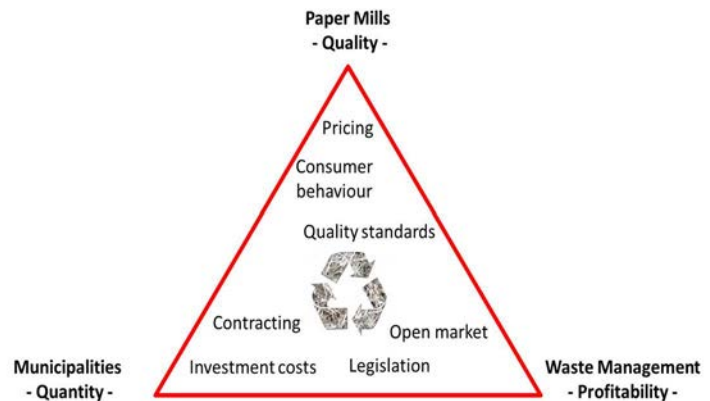 Paper Mills
- Quality -
Pricing
Consumer
behaviour
Quality standards
Contracting
Open market
Investment costs
Legislation
Municipalities
- Quantity -
Waste Management
- Profitability -